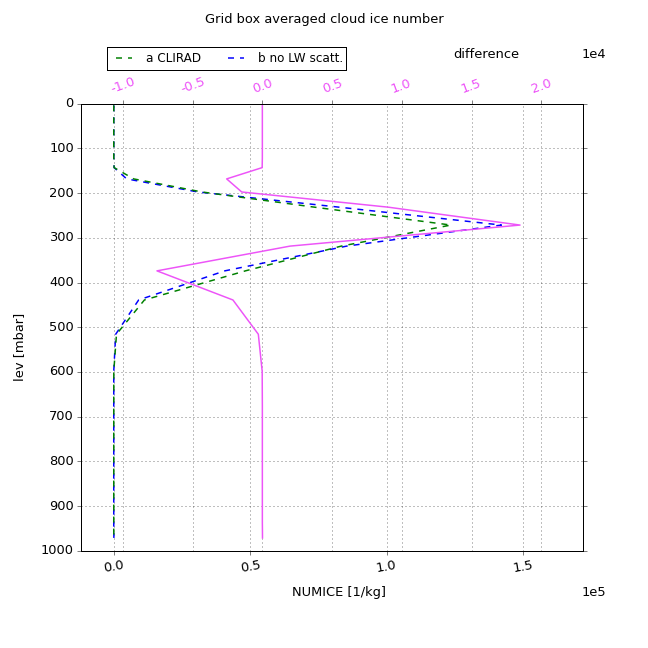 Grid box averaged cloud ice number
a CLIRAD b no LW scatt. difference 1e4
-1.0 -0.5 0.0 0.5 1.0 1.5 2.0
0
100
200
300
400
500
600
700
800
900
1000
lev [mbar]
0.0 0.5 1.0 1.5
NUMICE [1/kg] 1e5